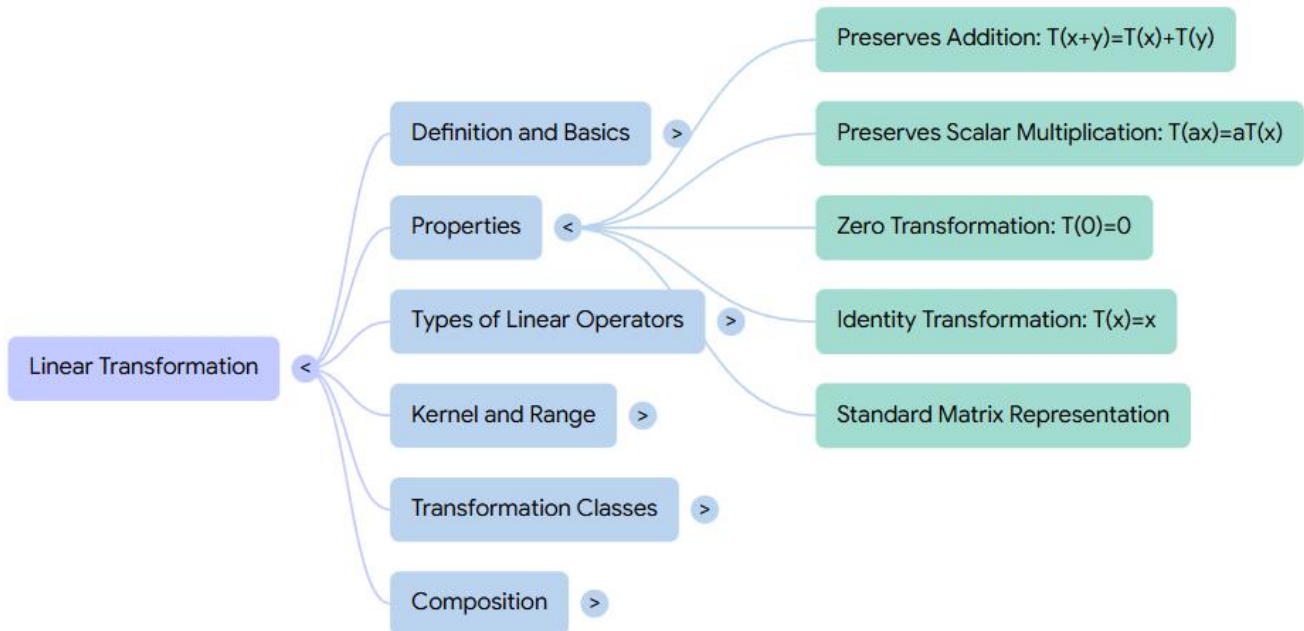 Linear Transformation
<
Definition and Basics
>
Properties
<
Preserves Addition: T(x+y)=T(x)+T(y)
Preserves Scalar Multiplication: T(ax)=aT(x)
Zero Transformation: T(0)=0
Identity Transformation: T(x)=x
Standard Matrix Representation
Types of Linear Operators
>
Kernel and Range
>
Transformation Classes
>
Composition
>